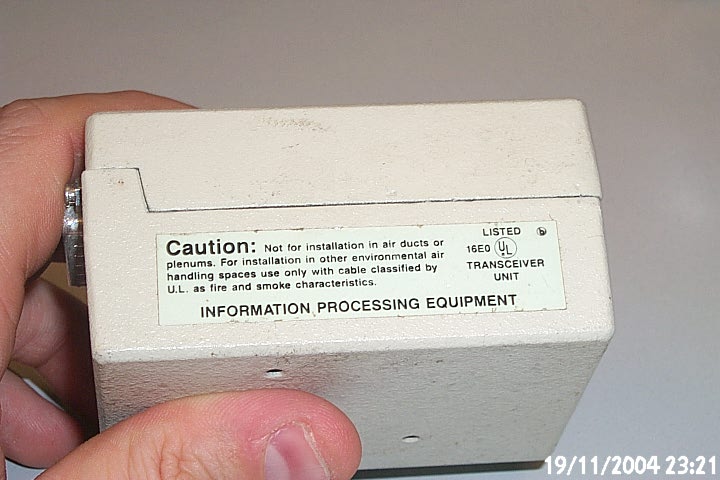 Caution: Not for installation in air ducts or
plenums. For installation in other environmental air
handling spaces use only with cable classified by
U.L. as fire and smoke characteristics.
LISTED
16E0 UL
TRANSCEIVER
UNIT
INFORMATION PROCESSING EQUIPMENT
19/11/2004 23:21